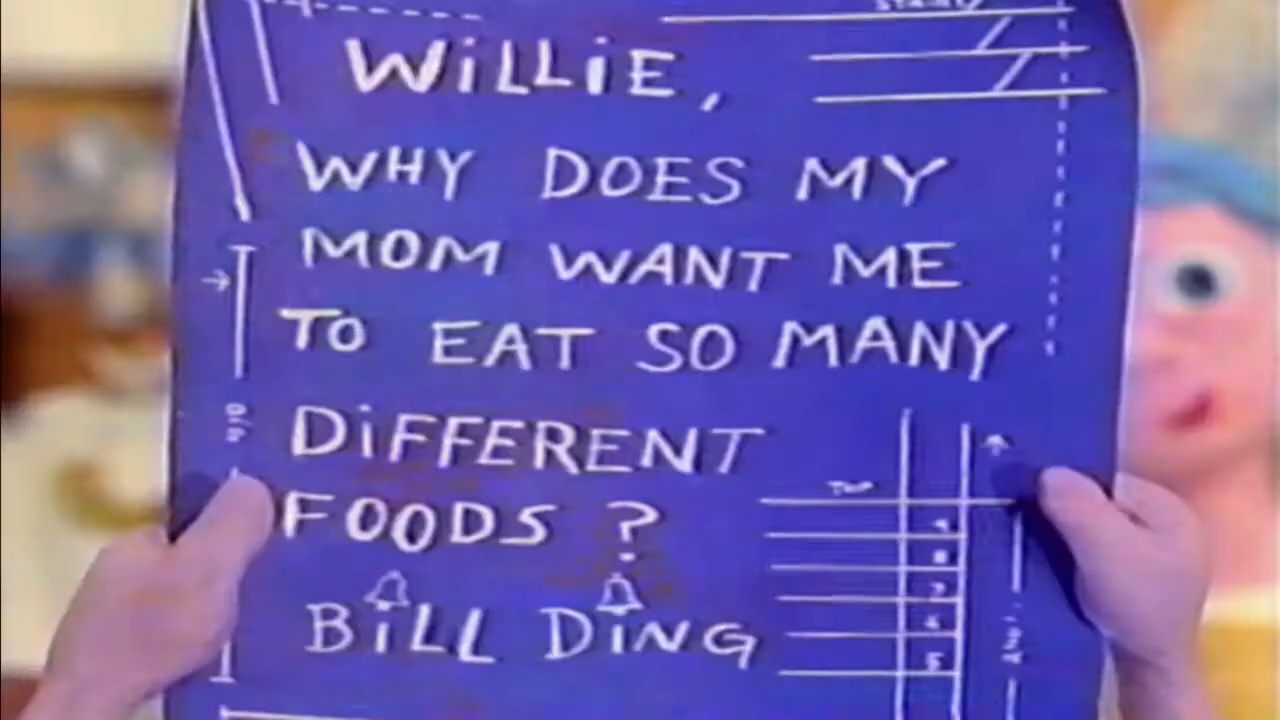 WiLLiE,
WHY DOES MY
MOM WANT ME
TO EAT SO MANY
DiFFERENT
FOODS ?
BiLL DiNG